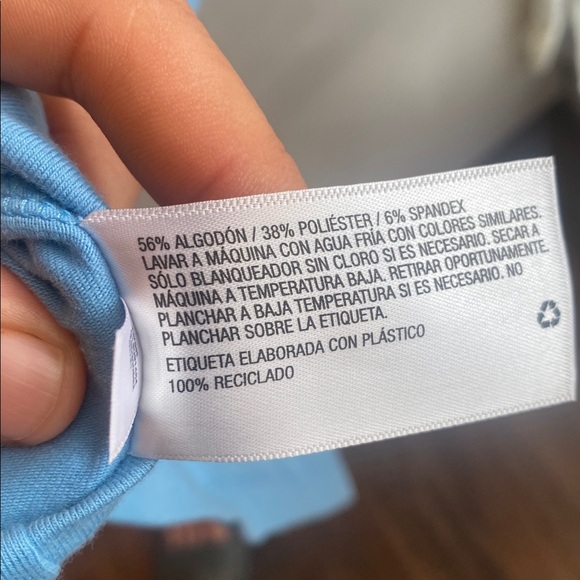 56% ALGODÓN / 38% POLIÉSTER / 6% SPANDEX
LAVAR A MÁQUINA CON AGUA FRÍA CON COLORES SIMILARES.
SÓLO BLANQUEADOR SIN CLORO SI ES NECESARIO. SECAR A
MÁQUINA A TEMPERATURA BAJA. RETIRAR OPORTUNAMENTE.
PLANCHAR A BAJA TEMPERATURA SI ES NECESARIO. NO
PLANCHAR SOBRE LA ETIQUETA.
ETIQUETA ELABORADA CON PLÁSTICO
100% RECICLADO